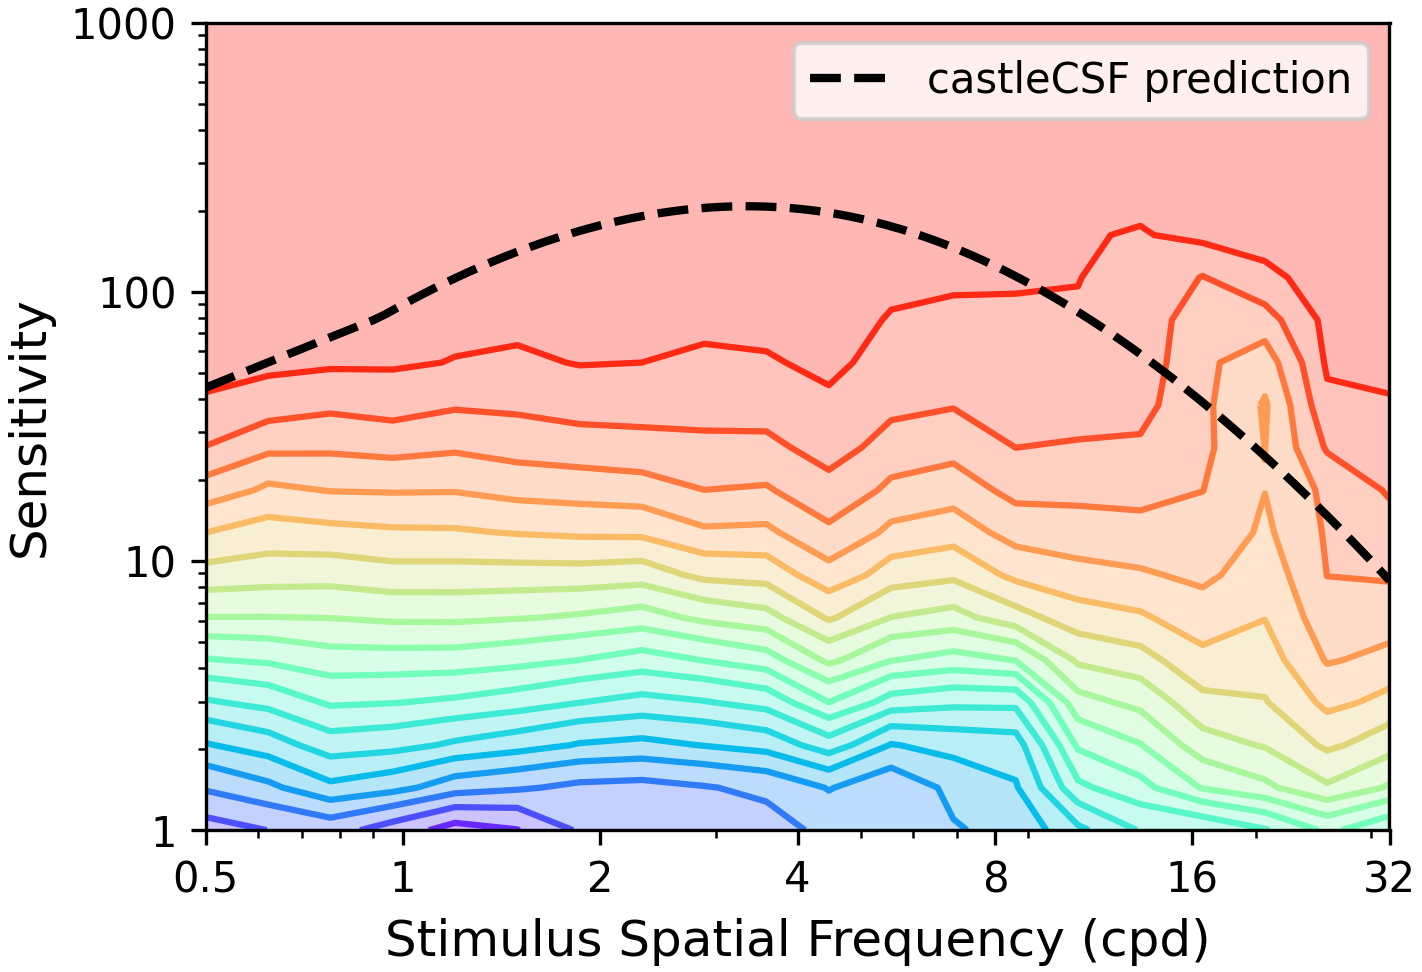 1000
100
10
1
Sensitivity
castleCSF prediction
0.5 1 2 4 8 16 32
Stimulus Spatial Frequency (cpd)